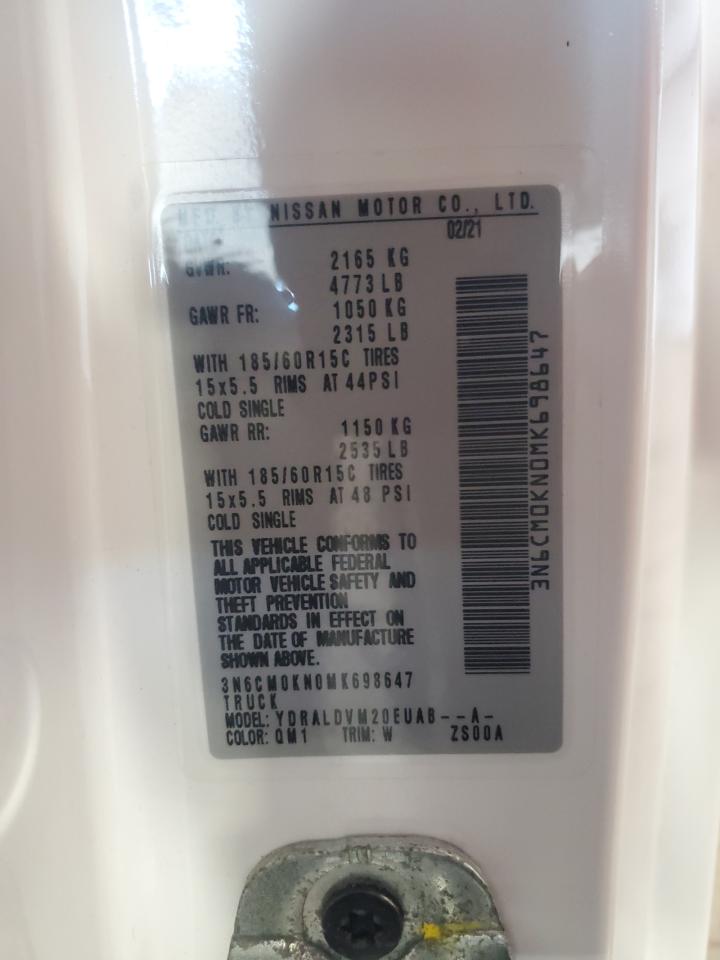 MFD BY NISSAN MOTOR CO., LTD.
02/21
GVWR: 2165 KG
4773 LB
GAWR FR: 1050 KG
2315 LB
WITH 185/60R15C TIRES
15x5.5 RIMS AT 44PSI
COLD SINGLE
GAWR RR: 1150 KG
2535 LB
WITH 185/60R15C TIRES
15x5.5 RIMS AT 48 PSI
COLD SINGLE
THIS VEHICLE CONFORMS TO
ALL APPLICABLE FEDERAL
MOTOR VEHICLE SAFETY AND
THEFT PREVENTION
STANDARDS IN EFFECT ON
THE DATE OF MANUFACTURE
SHOWN ABOVE.
3N6CM0KN0MK698647
TRUCK
MODEL: YDRALDVM20EUAB--A-
COLOR: QM1 TRIM: W ZS00A
3N6CM0KN0MK698647